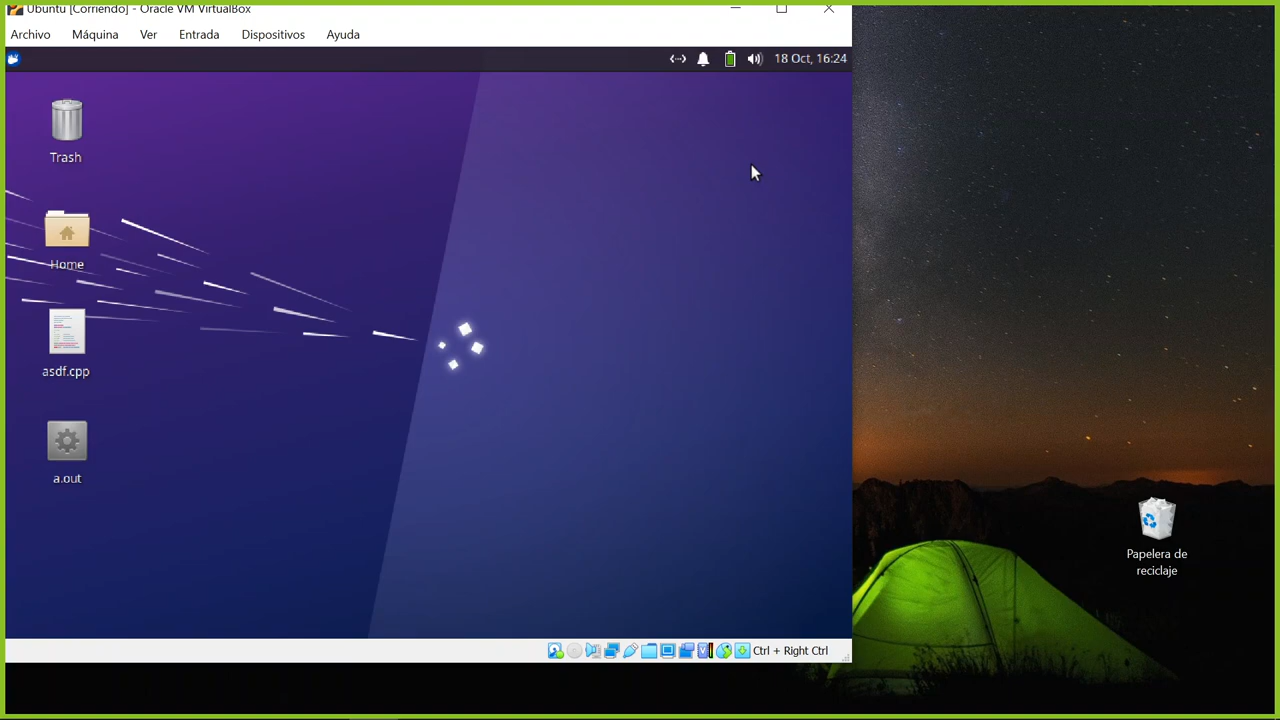 Ubuntu [Corriendo] - Oracle VM VirtualBox
Archivo Máquina Ver Entrada Dispositivos Ayuda
18 Oct, 16:24
Trash
Home
asdf.cpp
a.out
Papelera de
reciclaje
Ctrl + Right Ctrl